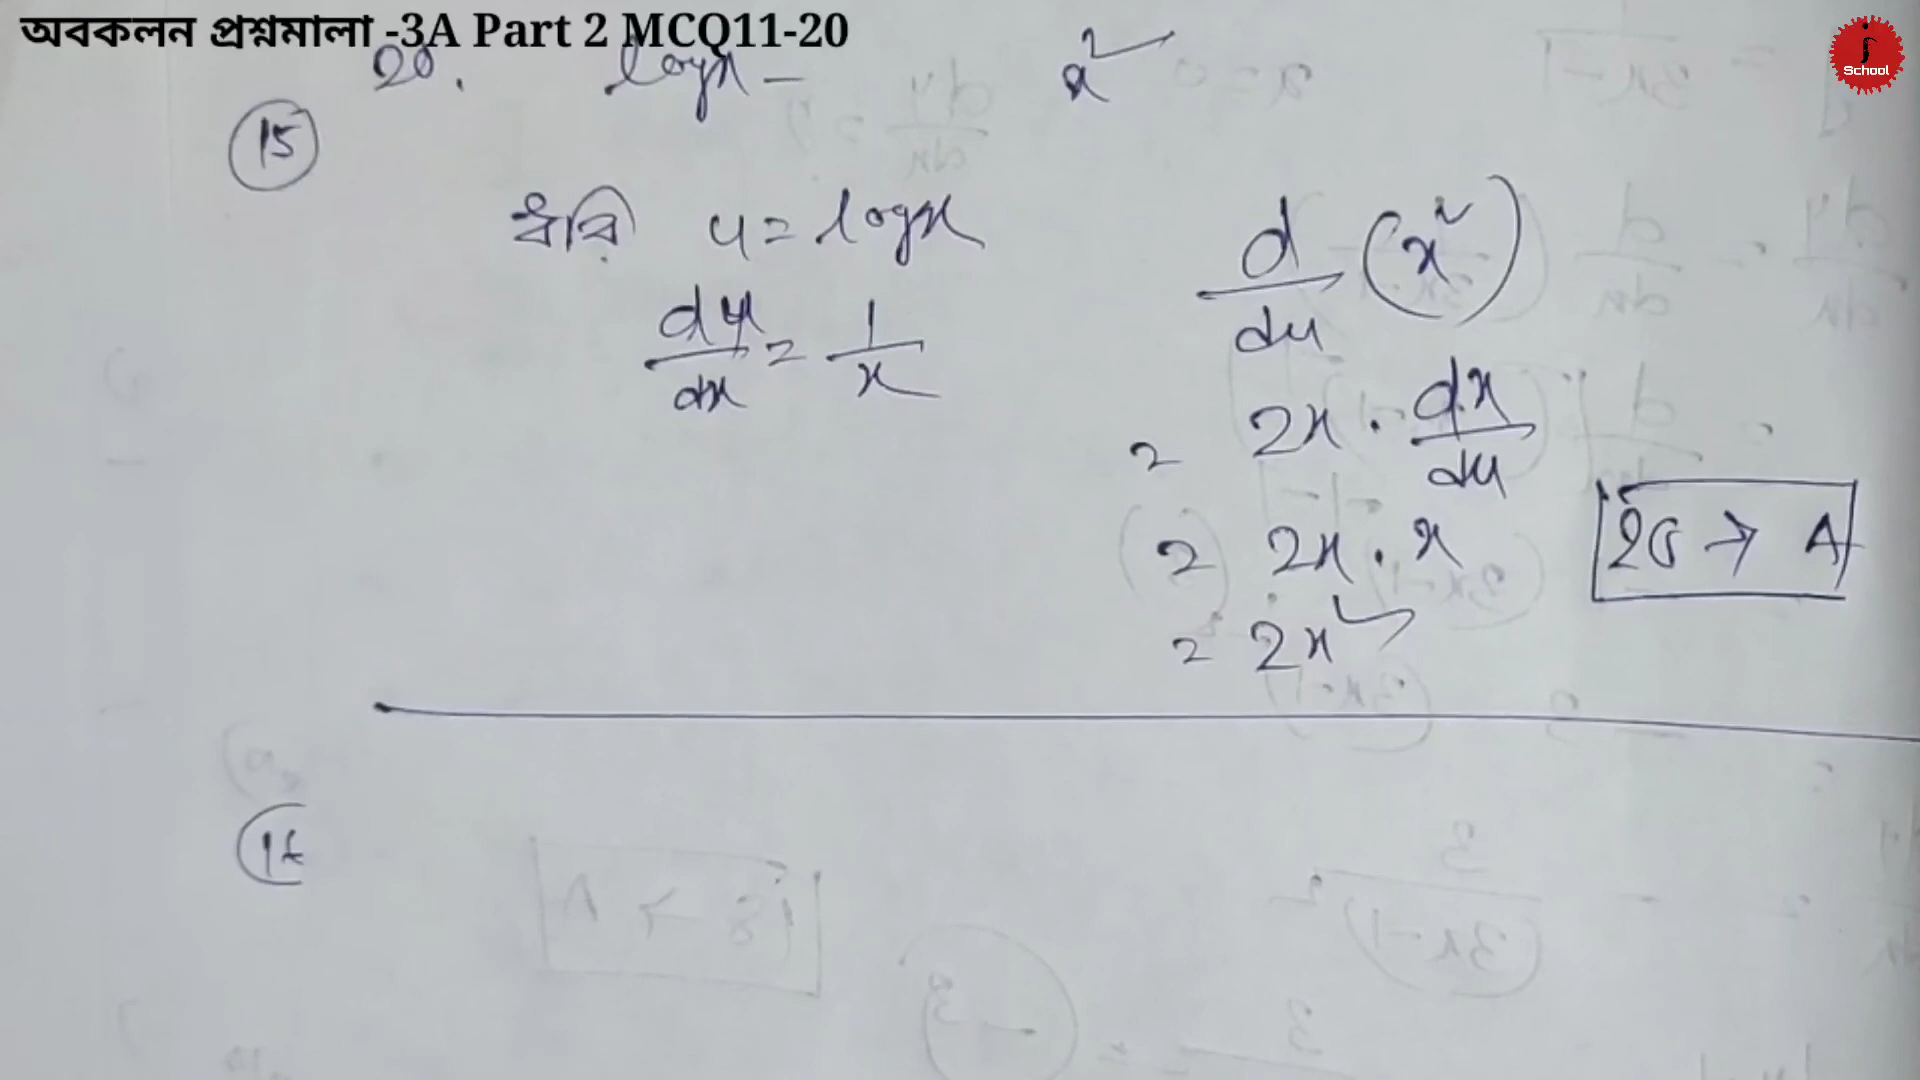 অবকলন প্রশ্নমালা -3A Part 2 MCQ11-20
School
20. logx - x²
15
ধরি u = logx
du/dx = 1/x
d/du (x²)
= 2x · dx/du
= 2x · x
= 2x²
→ A